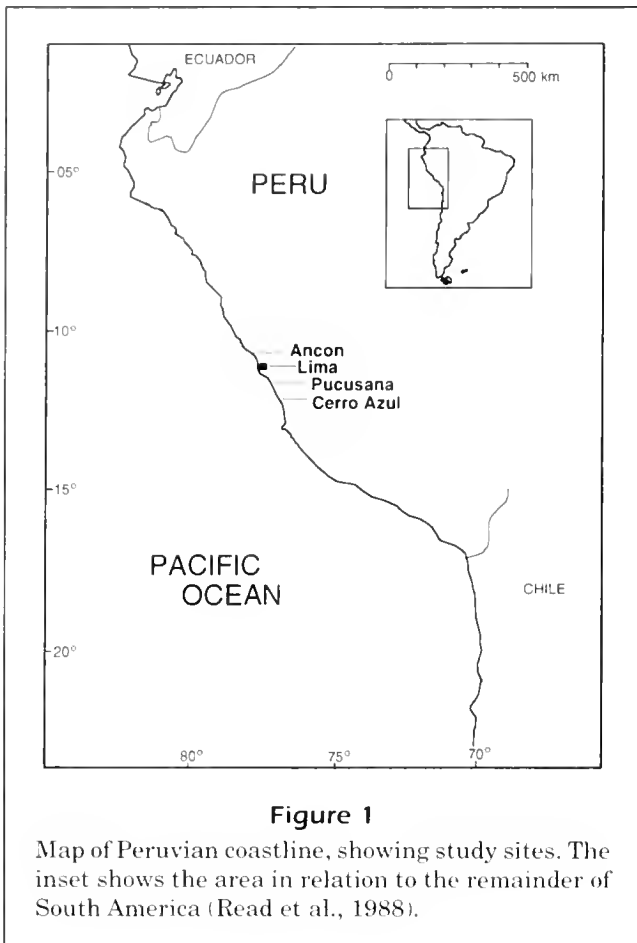 ECUADOR
0 500 km
05°
PERU
10°
Ancon
Lima
Pucusana
Cerro Azul
15°
PACIFIC
OCEAN
CHILE
20°
80° 75° 70°
Figure 1
Map of Peruvian coastline, showing study sites. The
inset shows the area in relation to the remainder of
South America (Read et al., 1988).